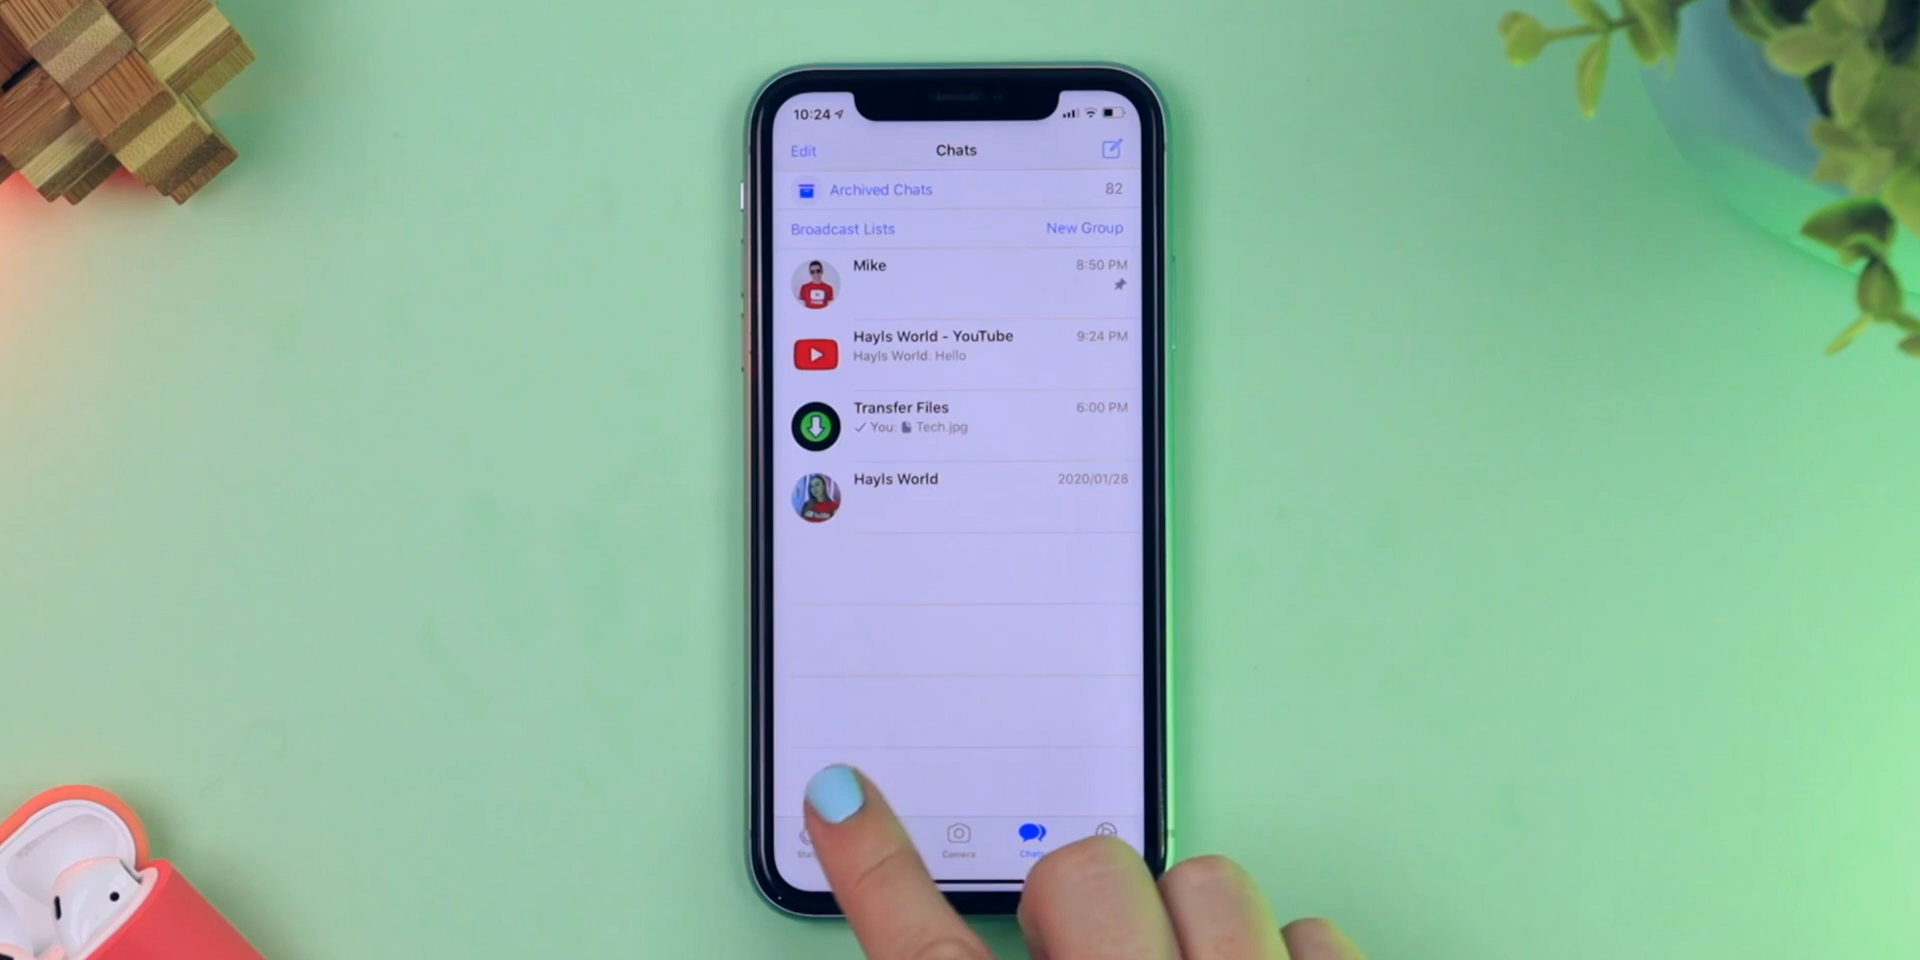 10:24
Edit
Chats
Archived Chats
82
Broadcast Lists
New Group
Mike
8:50 PM
Hayls World - YouTube
9:24 PM
Hayls World: Hello
Transfer Files
6:00 PM
You: Tech.jpg
Hayls World
2020/01/28
Camera
Chats